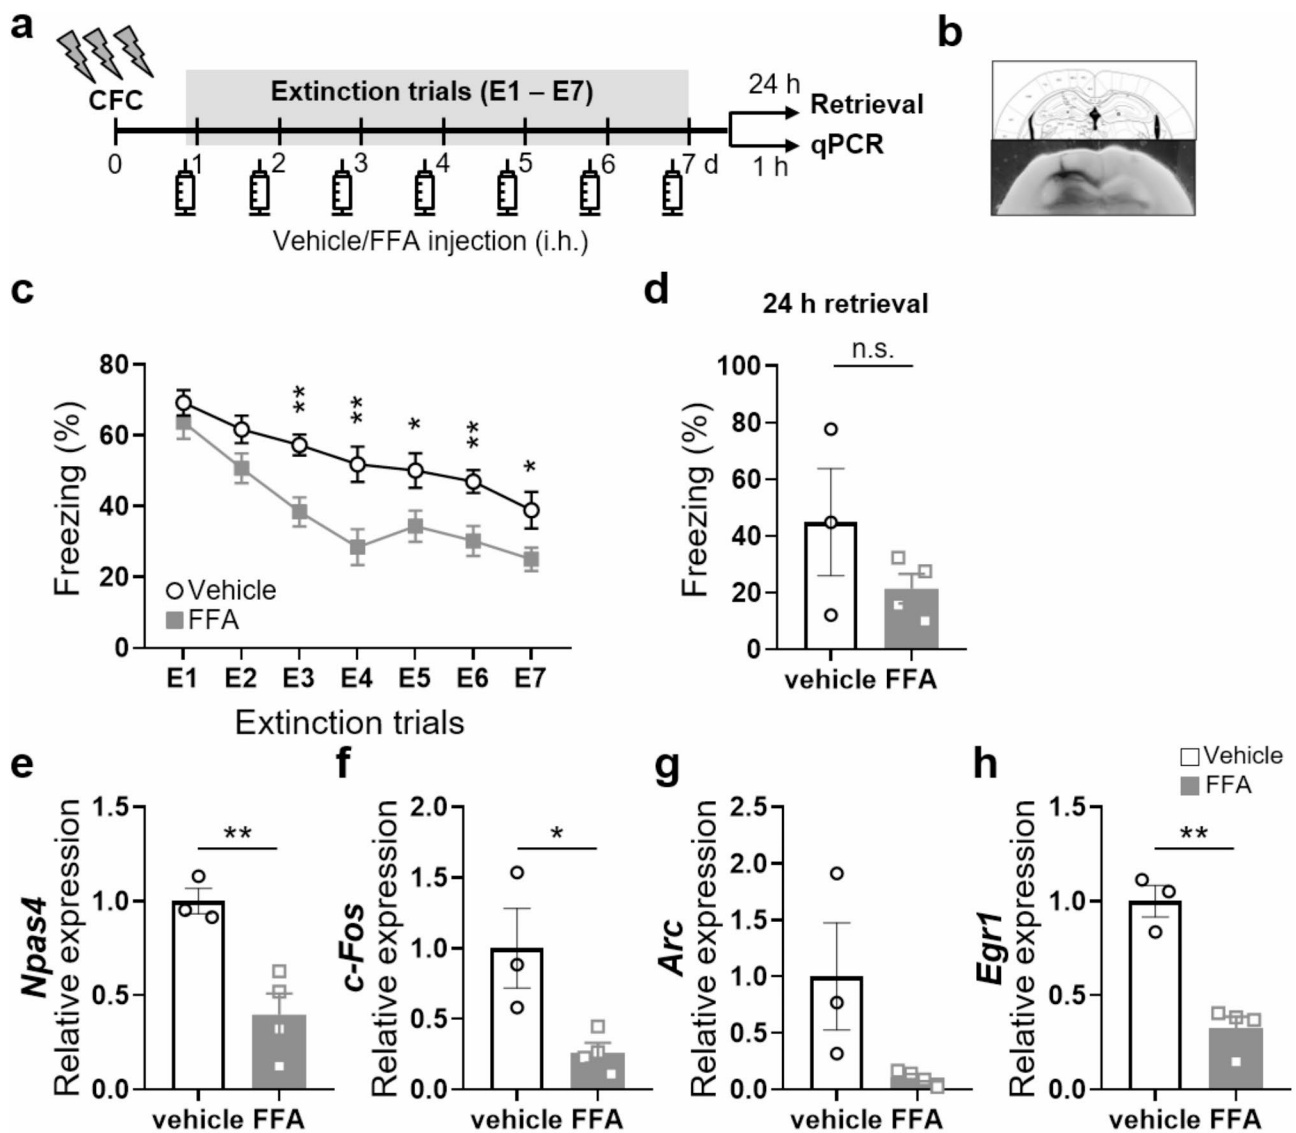 a
CFC
Extinction trials (E1 – E7)
24 h
Retrieval
qPCR
1 h
0 1 2 3 4 5 6 7 d
Vehicle/FFA injection (i.h.)
b
c
Freezing (%)
80
60
40
20
0
** ** * ** *
Vehicle
FFA
E1 E2 E3 E4 E5 E6 E7
Extinction trials
d
24 h retrieval
n.s.
Freezing (%)
100
80
60
40
20
0
vehicle FFA
e
Npas4
Relative expression
1.5
1.0
0.5
0.0
**
vehicle FFA
f
c-Fos
Relative expression
2.0
1.5
1.0
0.5
0.0
*
vehicle FFA
g
Arc
Relative expression
2.5
2.0
1.5
1.0
0.5
0.0
vehicle FFA
h
Vehicle
FFA
Egr1
Relative expression
1.5
1.0
0.5
0.0
**
vehicle FFA